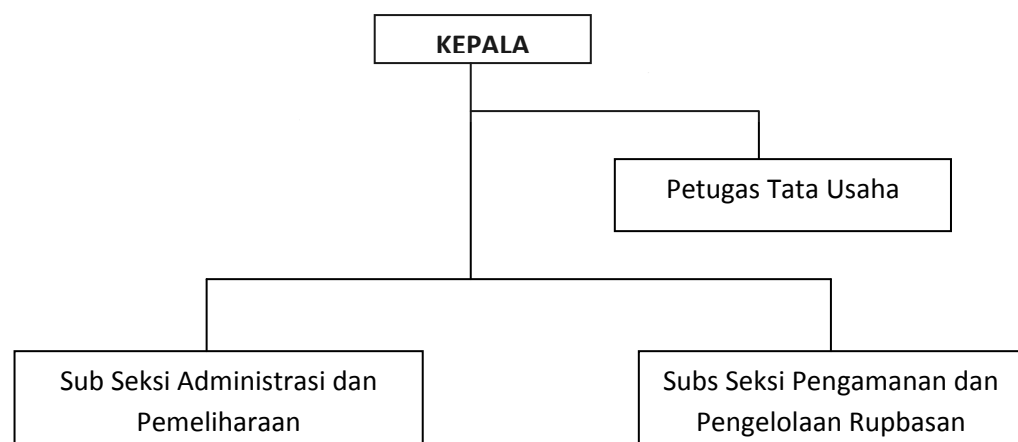 KEPALA
Petugas Tata Usaha
Sub Seksi Administrasi dan
Pemeliharaan
Subs Seksi Pengamanan dan
Pengelolaan Rupbasan